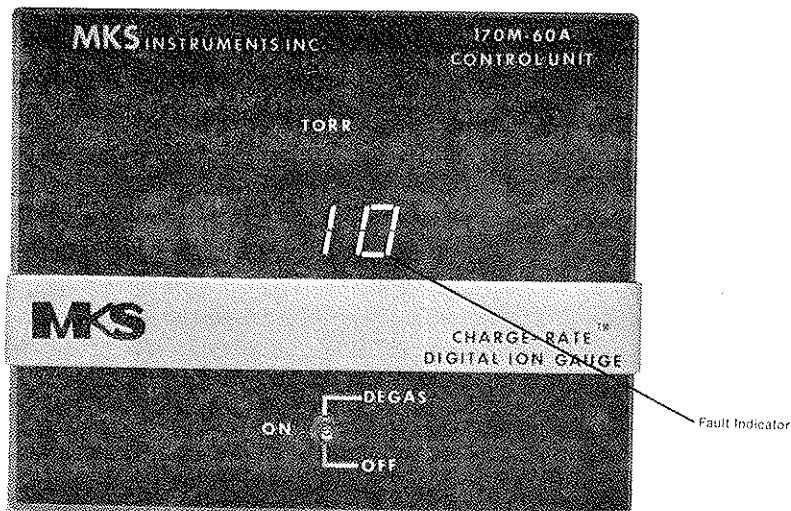 MKS INSTRUMENTS INC.
170M-60A
CONTROL UNIT
TORR
10
MKS
CHARGE-RATE™
DIGITAL ION GAUGE
DEGAS
ON
OFF
Fault Indicator